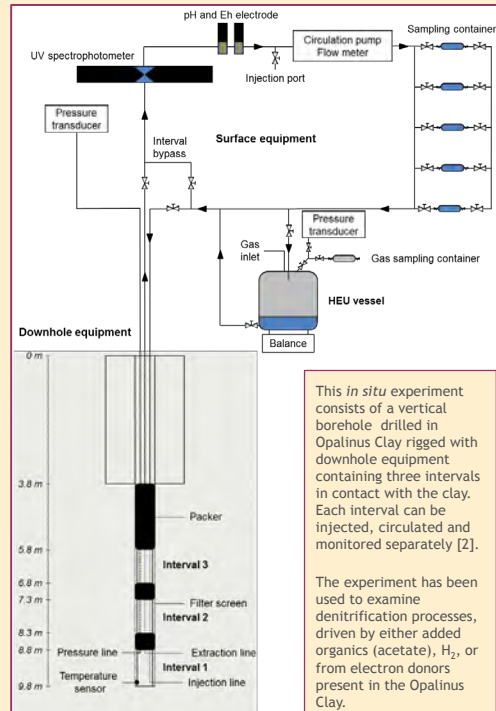 pH and Eh electrode
Sampling container
UV spectrophotometer
Circulation pump
Flow meter
Injection port
Pressure
transducer
Interval
bypass
Surface equipment
Pressure
transducer
Gas
inlet
Gas sampling container
HEU vessel
Downhole equipment
Balance
0 m
3.8 m
Packer
5.8 m
Interval 3
6.8 m
7.3 m
Filter screen
Interval 2
8.3 m
8.8 m
Pressure line
Extraction line
Interval 1
Temperature
sensor
Injection line
9.8 m
This in situ experiment
consists of a vertical
borehole drilled in
Opalinus Clay rigged with
downhole equipment
containing three intervals
in contact with the clay.
Each interval can be
injected, circulated and
monitored separately [2].
The experiment has been
used to examine
denitrification processes,
driven by either added
organics (acetate), H₂, or
from electron donors
present in the Opalinus
Clay.